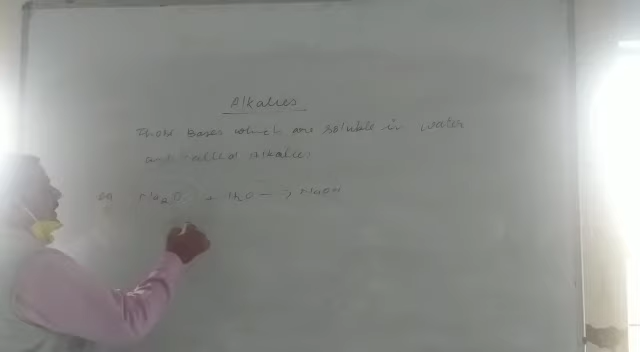 Alkalies
Those Bases which are soluble in water
are called alkalies
eg Na2O + H2O → NaOH